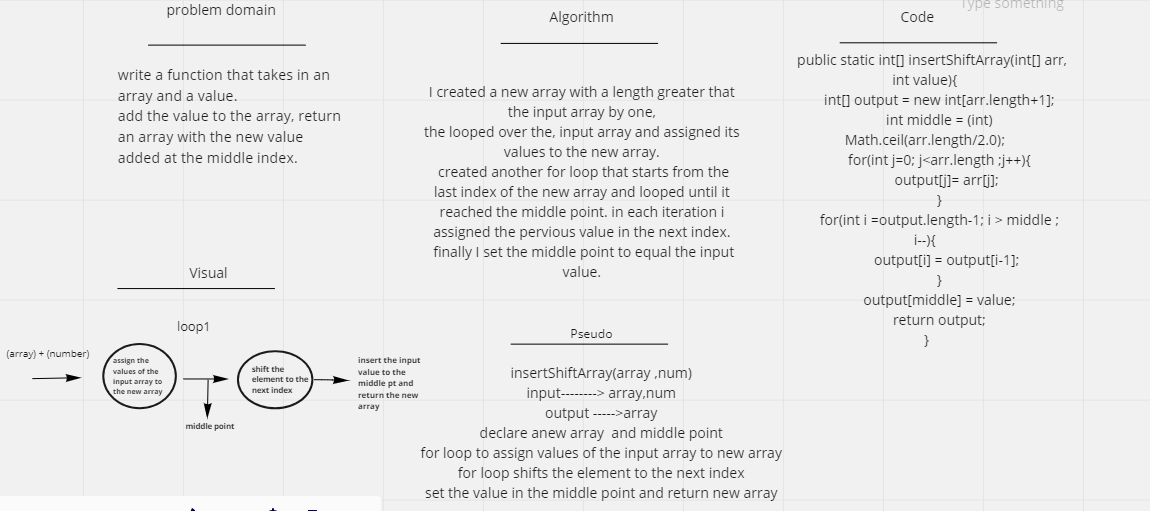 problem domain
write a function that takes in an
array and a value.
add the value to the array, return
an array with the new value
added at the middle index.
Visual
loop1
(array) + (number)
assign the
values of the
input array to
the new array
shift the
element to the
next index
insert the input
value to the
middle pt and
return the new
array
middle point
Algorithm
I created a new array with a length greater that
the input array by one,
the looped over the, input array and assigned its
values to the new array.
created another for loop that starts from the
last index of the new array and looped until it
reached the middle point. in each iteration i
assigned the pervious value in the next index.
finally I set the middle point to equal the input
value.
Pseudo
insertShiftArray(array ,num)
input--------> array,num
output ----->array
declare anew array  and middle point
for loop to assign values of the input array to new array
for loop shifts the element to the next index
set the value in the middle point and return new array
Type something
Code
public static int[] insertShiftArray(int[] arr,
int value){
int[] output = new int[arr.length+1];
int middle = (int)
Math.ceil(arr.length/2.0);
for(int j=0; j<arr.length ;j++){
output[j]= arr[j];
}
for(int i =output.length-1; i > middle ;
i--){
output[i] = output[i-1];
}
output[middle] = value;
return output;
}